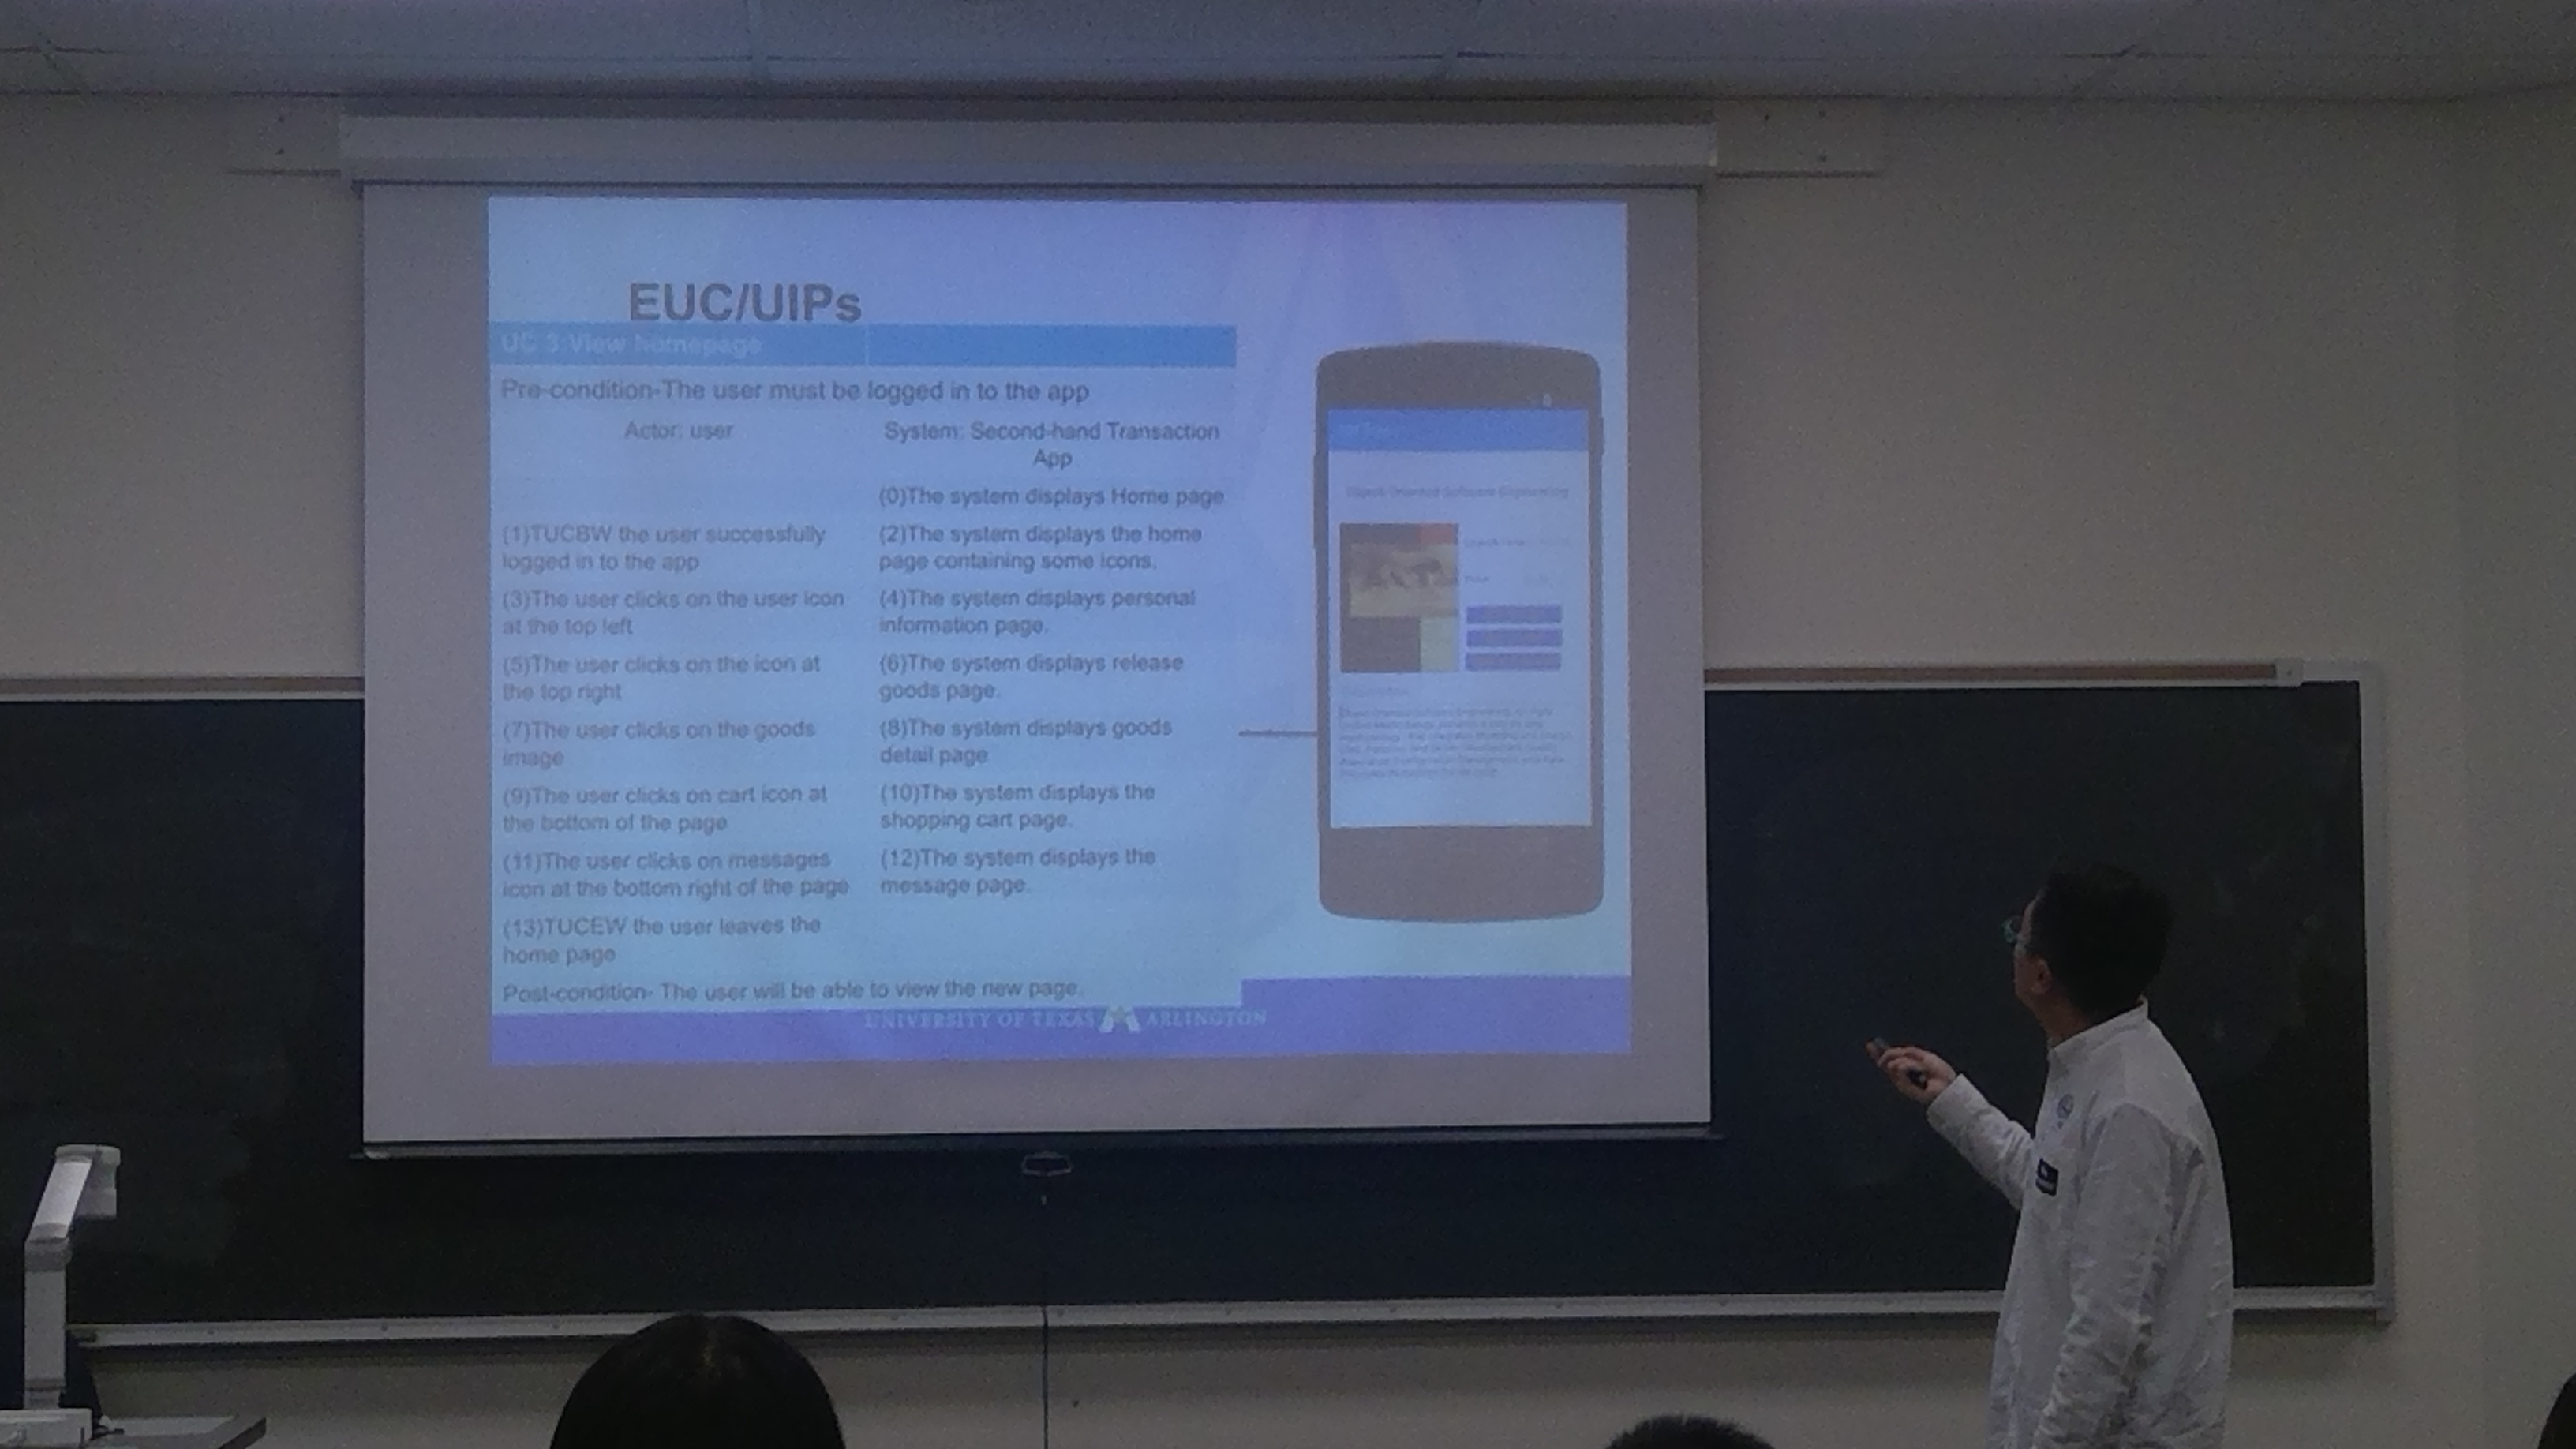 EUC/UIPs
UC 3 View homepage
Pre-condition-The user must be logged in to the app
Actor: user
System: Second-hand Transaction
App
(0)The system displays Home page
(1)TUCBW the user successfully
logged in to the app
(2)The system displays the home
page containing some icons.
(3)The user clicks on the user icon
at the top left
(4)The system displays personal
information page.
(5)The user clicks on the icon at
the top right
(6)The system displays release
goods page.
(7)The user clicks on the goods
image
(8)The system displays goods
detail page
(9)The user clicks on cart icon at
the bottom of the page
(10)The system displays the
shopping cart page.
(11)The user clicks on messages
icon at the bottom right of the page
(12)The system displays the
message page.
(13)TUCEW the user leaves the
home page
Post-condition- The user will be able to view the new page.
UNIVERSITY OF TEXAS ARLINGTON
Object-Oriented Software Engineering